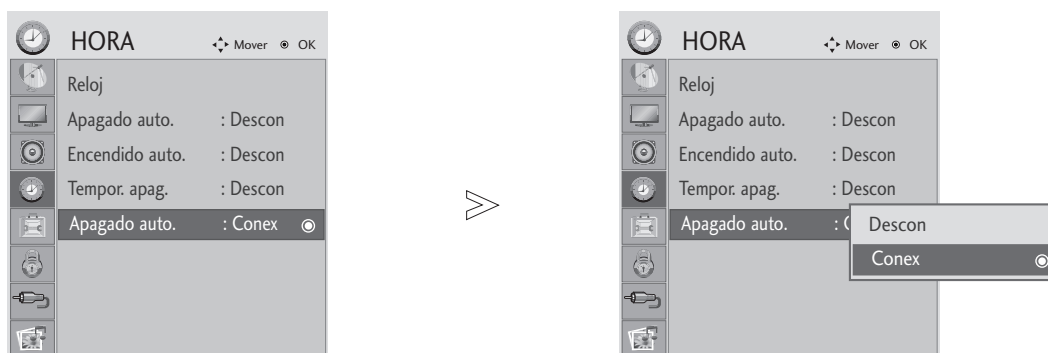 HORA Mover OK
Reloj
Apagado auto. : Descon
Encendido auto. : Descon
Tempor. apag. : Descon
Apagado auto. : Conex
HORA Mover OK
Reloj
Apagado auto. : Descon
Encendido auto. : Descon
Tempor. apag. : Descon
Apagado auto. : C
Descon
Conex